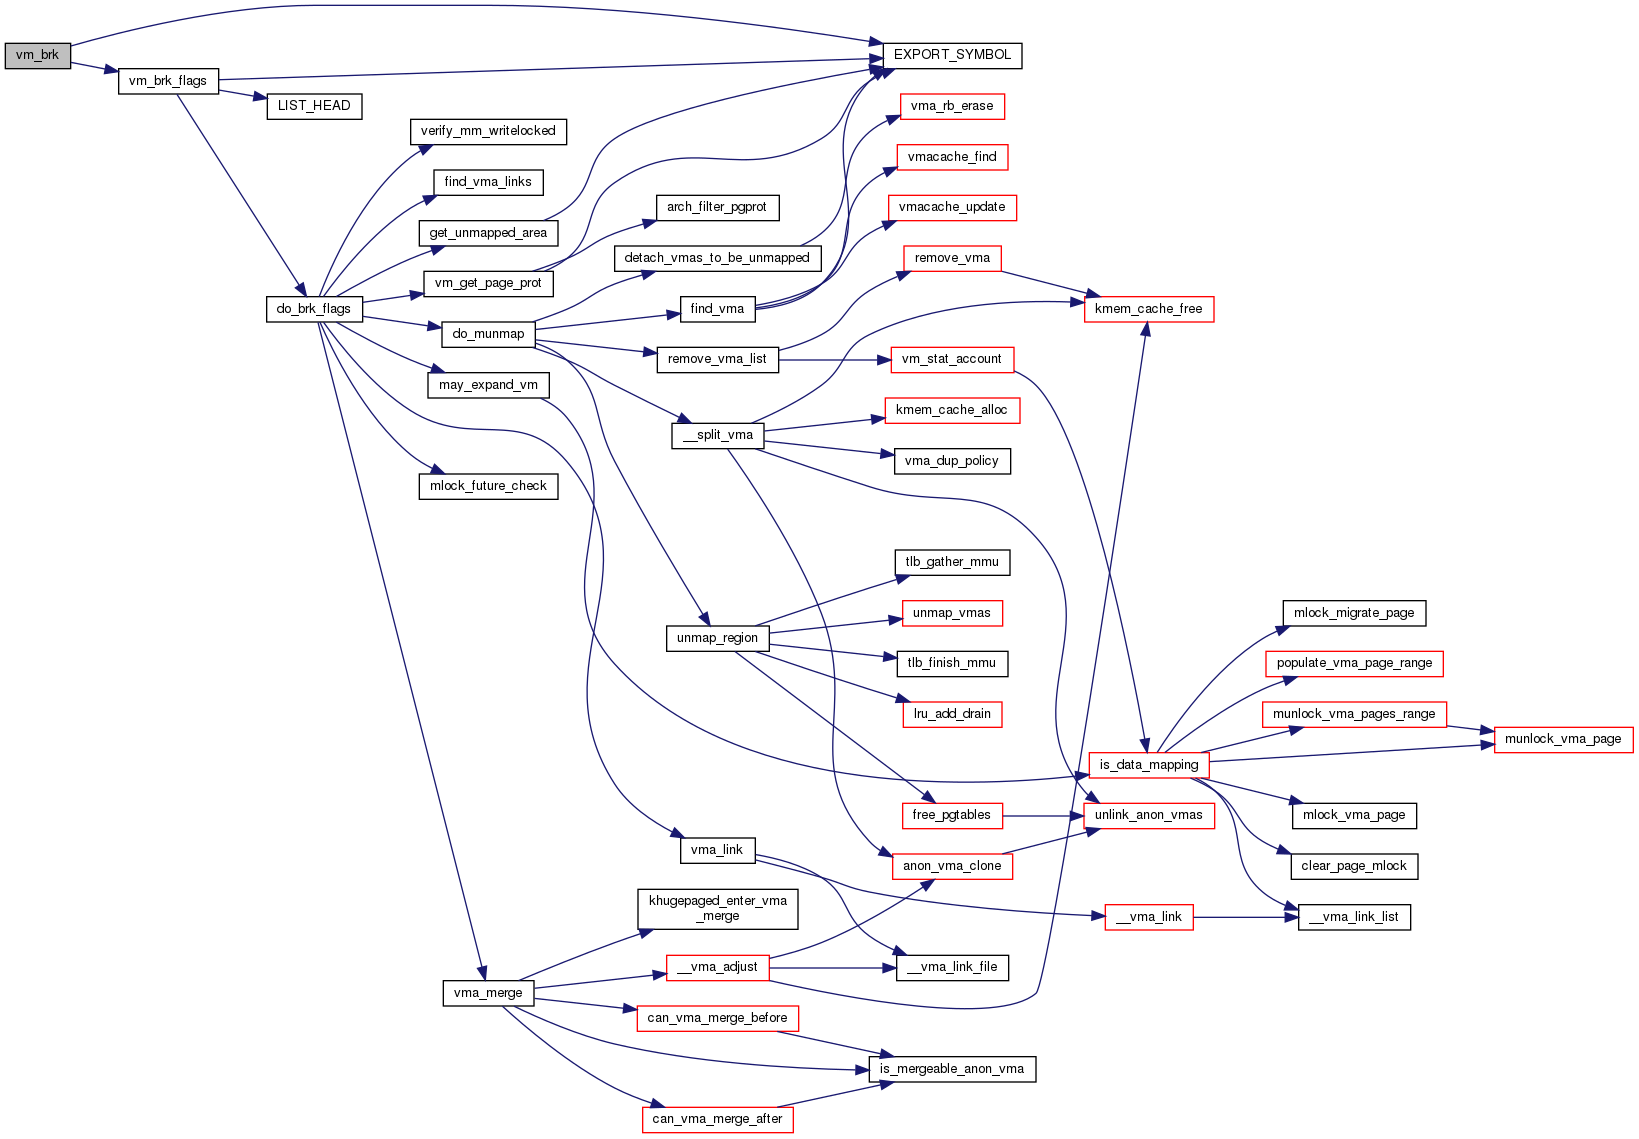 vm_brk
vm_brk_flags
EXPORT_SYMBOL
LIST_HEAD
verify_mm_writelocked
find_vma_links
get_unmapped_area
vm_get_page_prot
do_brk_flags
do_munmap
may_expand_vm
mlock_future_check
arch_filter_pgprot
detach_vmas_to_be_unmapped
find_vma
remove_vma_list
__split_vma
vma_rb_erase
vmacache_find
vmacache_update
remove_vma
kmem_cache_free
vm_stat_account
kmem_cache_alloc
vma_dup_policy
tlb_gather_mmu
unmap_vmas
unmap_region
tlb_finish_mmu
lru_add_drain
mlock_migrate_page
populate_vma_page_range
munlock_vma_pages_range
munlock_vma_page
is_data_mapping
mlock_vma_page
free_pgtables
unlink_anon_vmas
vma_link
anon_vma_clone
clear_page_mlock
khugepaged_enter_vma
_merge
__vma_link
__vma_link_list
__vma_adjust
__vma_link_file
vma_merge
can_vma_merge_before
is_mergeable_anon_vma
can_vma_merge_after